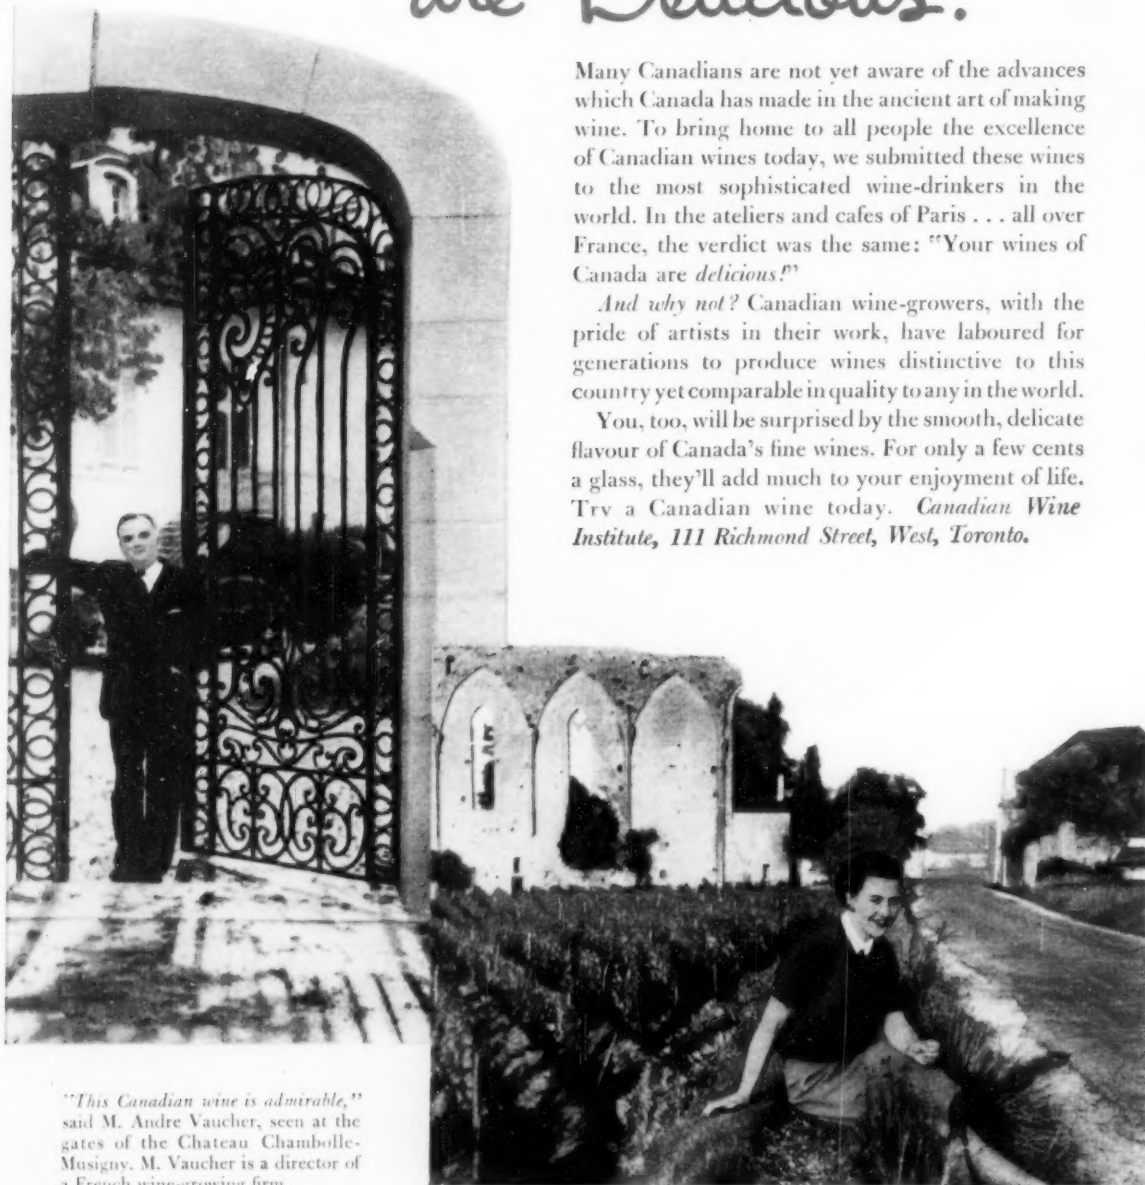 are Delicious!
Many Canadians are not yet aware of the advances
which Canada has made in the ancient art of making
wine. To bring home to all people the excellence
of Canadian wines today, we submitted these wines
to the most sophisticated wine-drinkers in the
world. In the ateliers and cafes of Paris . . . all over
France, the verdict was the same: "Your wines of
Canada are delicious!"
And why not? Canadian wine-growers, with the
pride of artists in their work, have laboured for
generations to produce wines distinctive to this
country yet comparable in quality to any in the world.
You, too, will be surprised by the smooth, delicate
flavour of Canada's fine wines. For only a few cents
a glass, they'll add much to your enjoyment of life.
Try a Canadian wine today. Canadian Wine
Institute, 111 Richmond Street, West, Toronto.
"This Canadian wine is admirable,"
said M. Andre Vaucher, seen at the
gates of the Chateau Chambolle-
Musigny. M. Vaucher is a director of
a French wine-growing firm